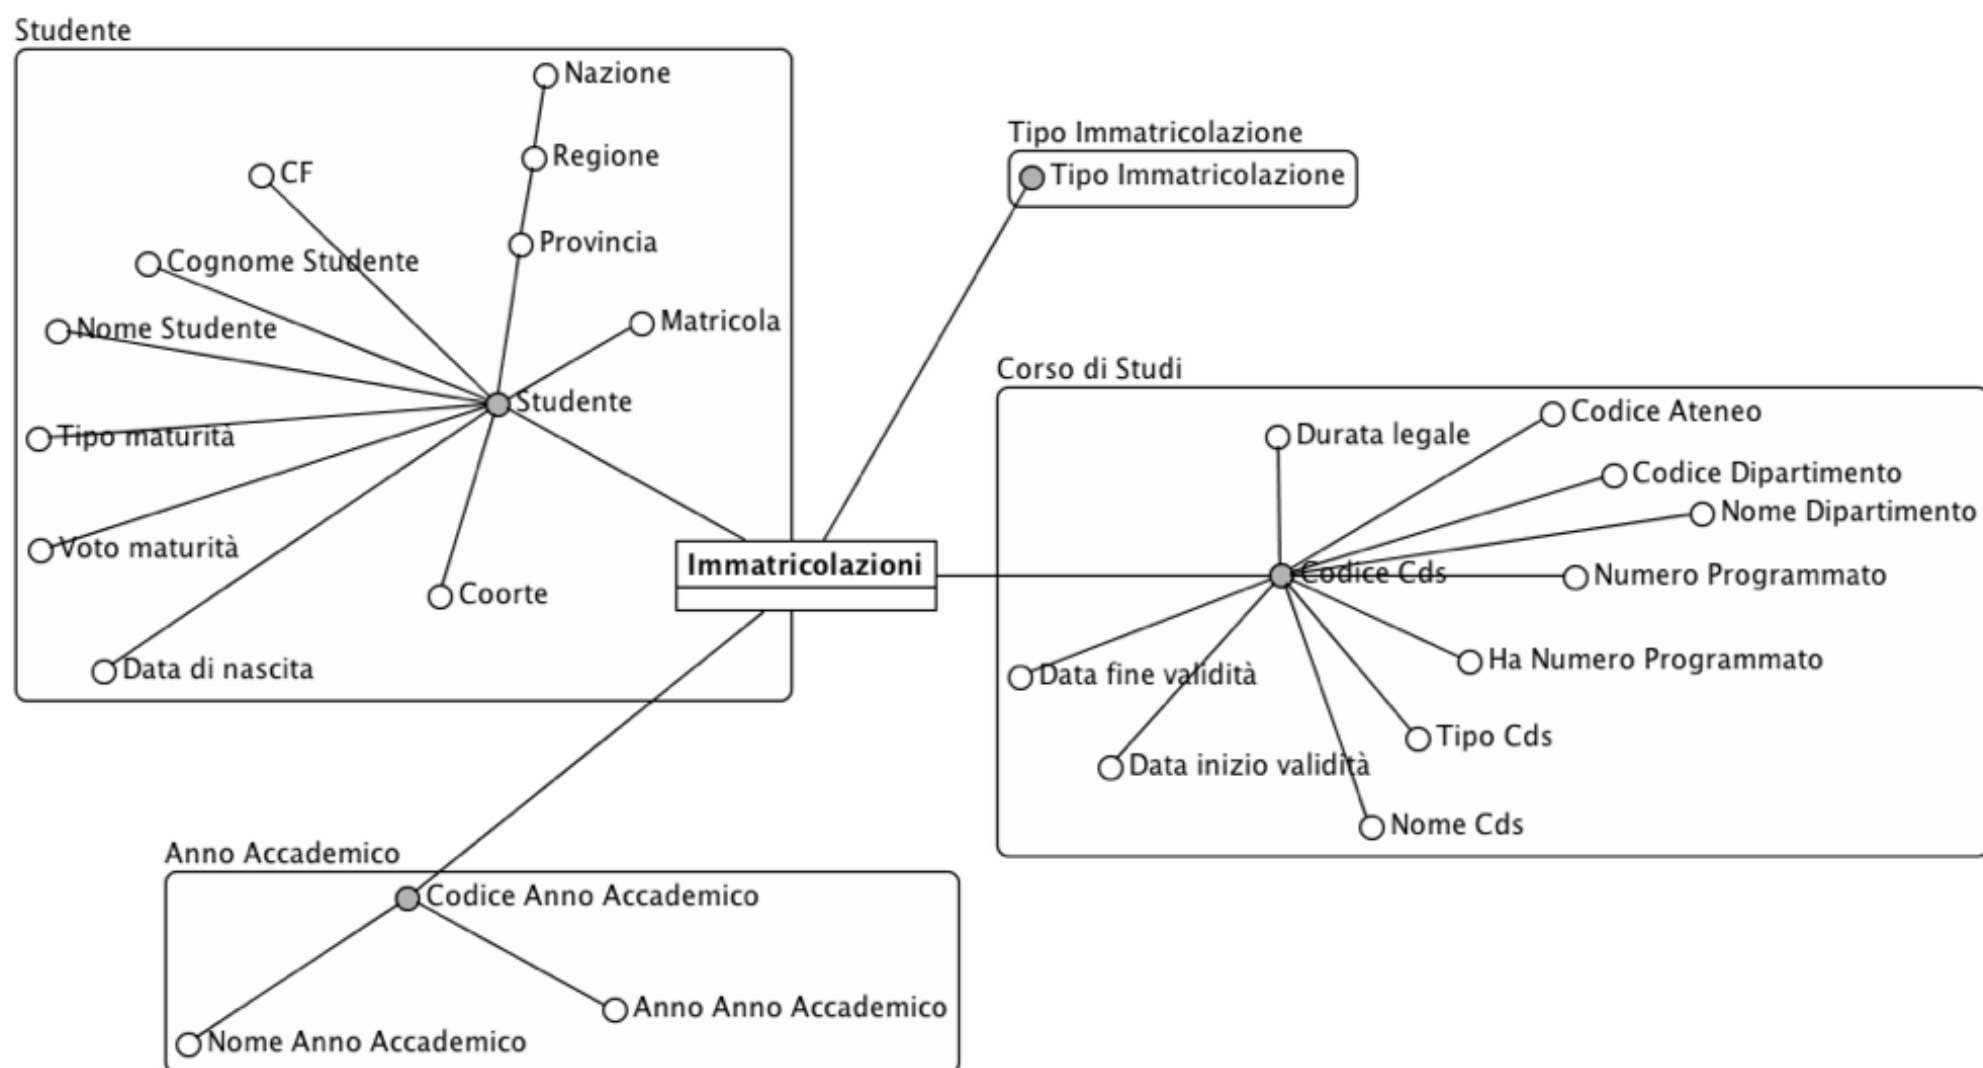 Studente
Nazione
Regione
CF
Provincia
Cognome Studente
Matricola
Nome Studente
Studente
Tipo maturità
Voto maturità
Coorte
Data di nascita
Tipo Immatricolazione
Tipo Immatricolazione
Immatricolazioni
Corso di Studi
Codice Ateneo
Durata legale
Codice Dipartimento
Nome Dipartimento
Codice Cds
Numero Programmato
Ha Numero Programmato
Data fine validità
Tipo Cds
Data inizio validità
Nome Cds
Anno Accademico
Codice Anno Accademico
Anno Anno Accademico
Nome Anno Accademico